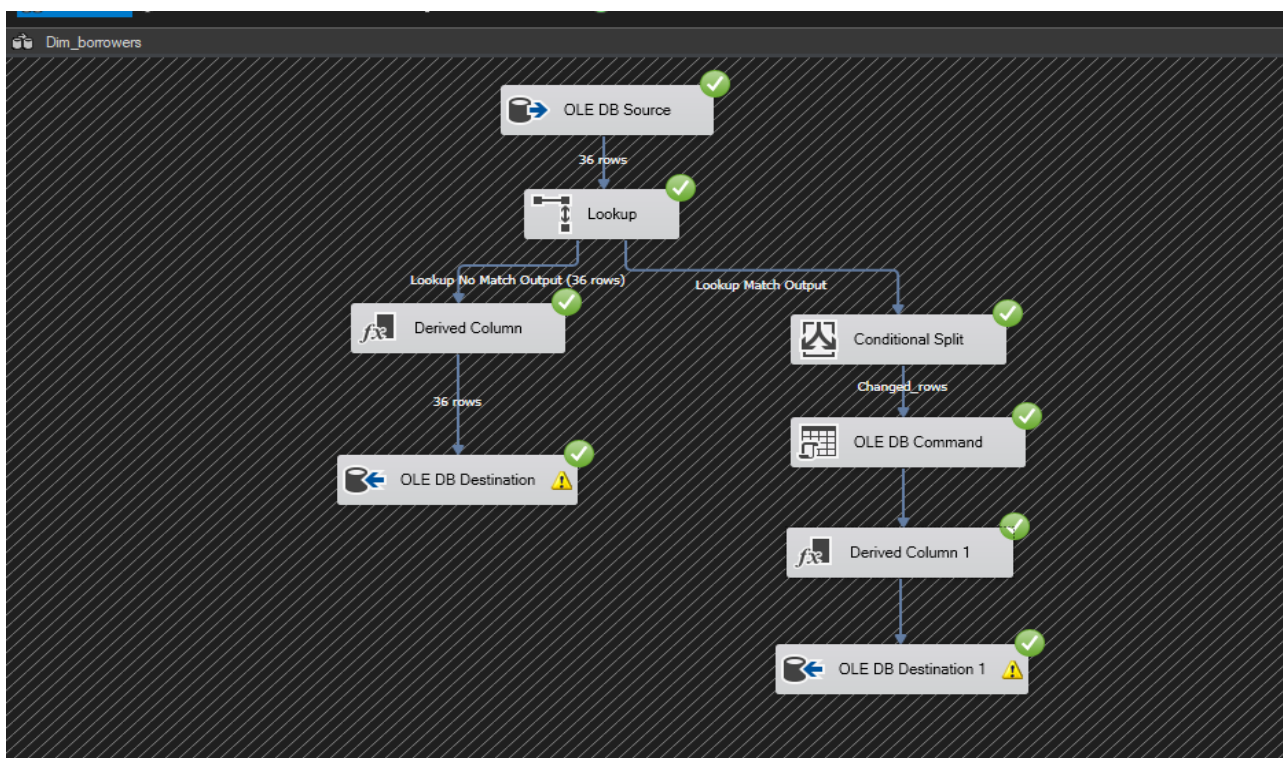 Dim_borrowers
OLE DB Source
36 rows
Lookup
Lookup No Match Output (36 rows)
Lookup Match Output
Derived Column
Conditional Split
36 rows
Changed_rows
OLE DB Command
OLE DB Destination
Derived Column 1
OLE DB Destination 1